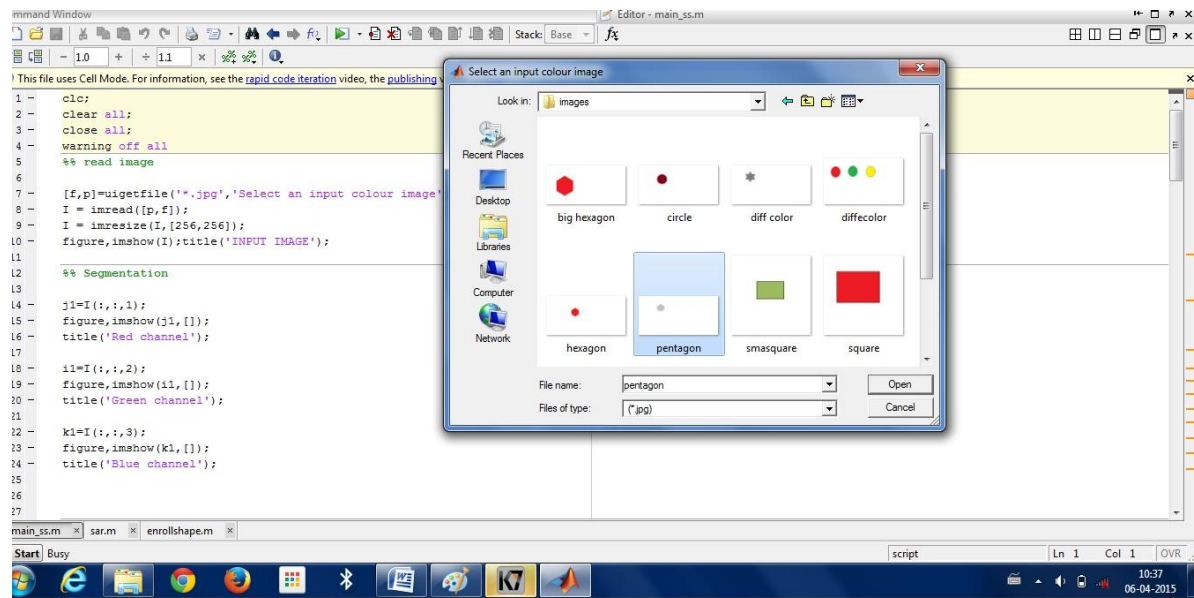 mmand Window
Editor - main_ss.m
Stack: Base fx
- 1.0 + ÷ 1.1 ×
This file uses Cell Mode. For information, see the rapid code iteration video, the publishing
1 - clc;
2 - clear all;
3 - close all;
4 - warning off all
5 %% read image
6
7 - [f,p]=uigetfile('*.jpg','Select an input colour image'
8 - I = imread([p,f]);
9 - I = imresize(I,[256,256]);
10 - figure,imshow(I);title('INPUT IMAGE');
11
12 %% Segmentation
13
14 - j1=I(:,:,1);
15 - figure,imshow(j1,[]);
16 - title('Red channel');
17
18 - i1=I(:,:,2);
19 - figure,imshow(i1,[]);
20 - title('Green channel');
21
22 - k1=I(:,:,3);
23 - figure,imshow(k1,[]);
24 - title('Blue channel');
25
26
27
Select an input colour image
Look in: images
Recent Places
Desktop
Libraries
Computer
Network
big hexagon circle diff color diffecolor
hexagon pentagon smasquare square
File name: pentagon Open
Files of type: (*.jpg) Cancel
main_ss.m × sar.m × enrollshape.m ×
Start Busy script Ln 1 Col 1 OVR
10:37
06-04-2015